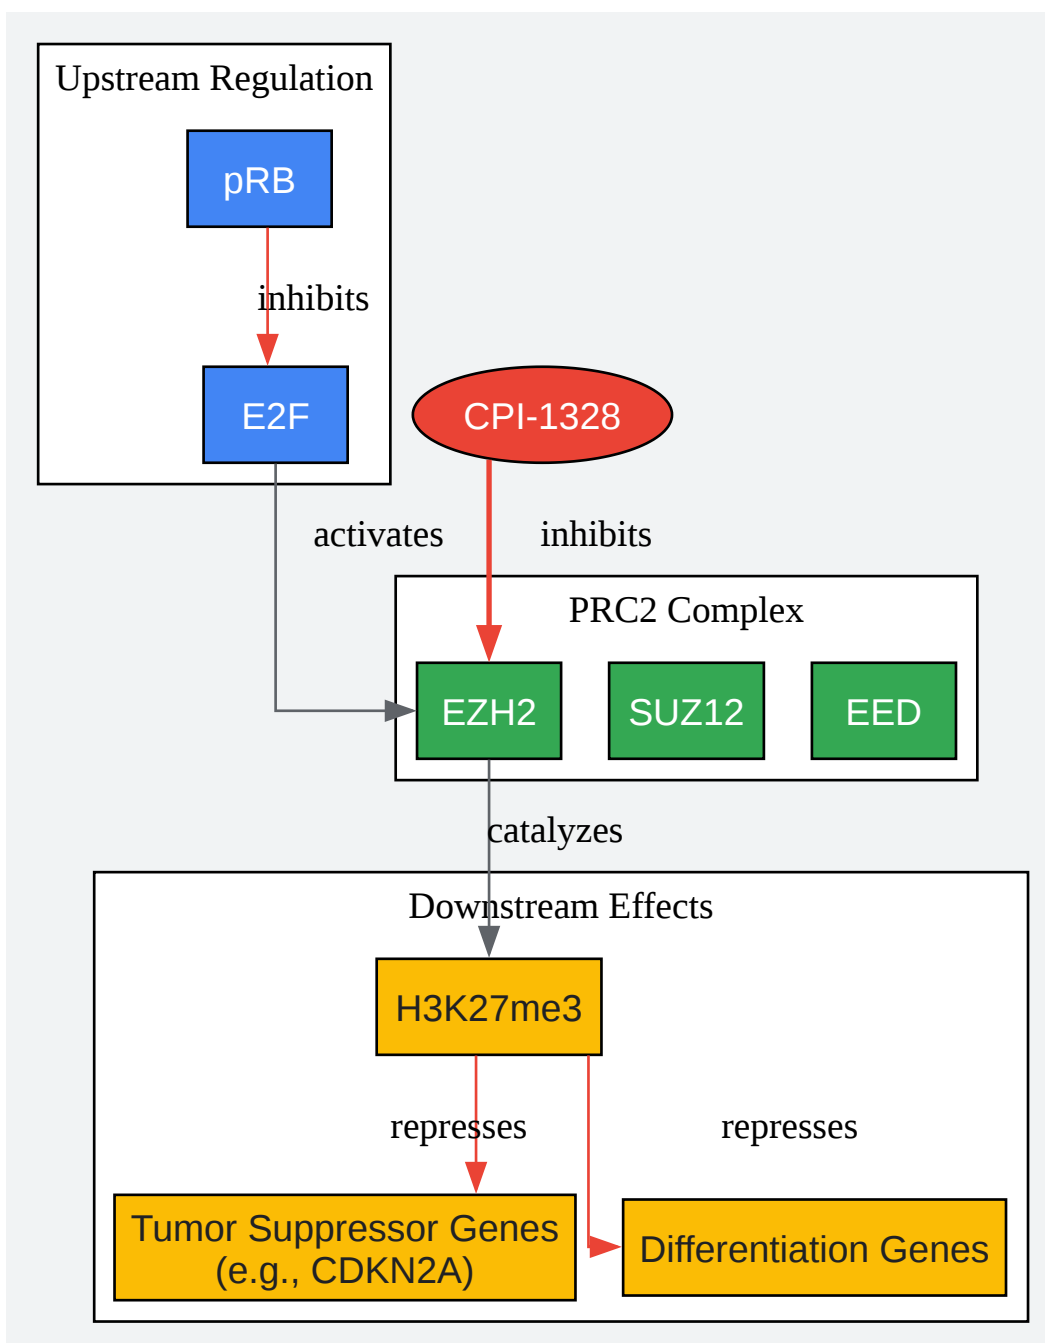 Upstream Regulation
pRB
inhibits
E2F
CPI-1328
activates
inhibits
PRC2 Complex
EZH2
SUZ12
EED
catalyzes
Downstream Effects
H3K27me3
represses
represses
Tumor Suppressor Genes
(e.g., CDKN2A)
Differentiation Genes